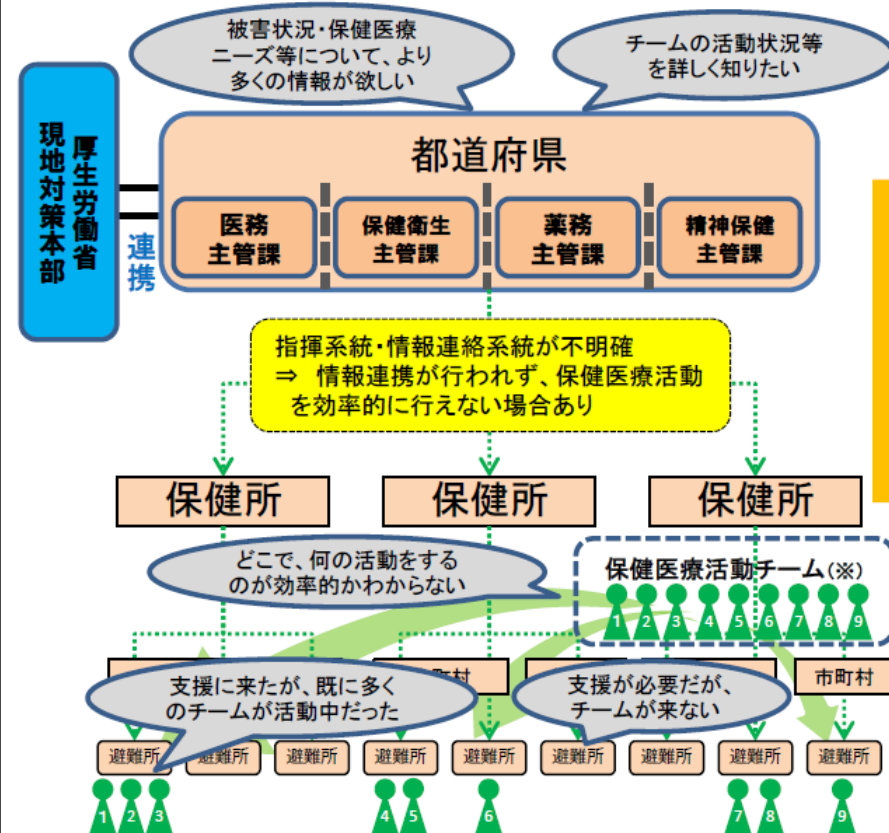 被害状況・保健医療
ニーズ等について、より
多くの情報が欲しい
チームの活動状況等
を詳しく知りたい
厚生労働省
現地対策本部
連携
都道府県
医務
主管課
保健衛生
主管課
薬務
主管課
精神保健
主管課
指揮系統・情報連絡系統が不明確
⇒ 情報連携が行われず、保健医療活動
を効率的に行えない場合あり
保健所
保健所
保健所
どこで、何の活動をする
のが効率的かわからない
保健医療活動チーム(※)
1 2 3 4 5 6 7 8 9
支援に来たが、既に多く
のチームが活動中だった
町村
支援が必要だが、
チームが来ない
市町村
避難所 避難所 避難所 避難所 避難所 避難所 避難所 避難所 避難所
1 2 3 4 5 6 7 8 9